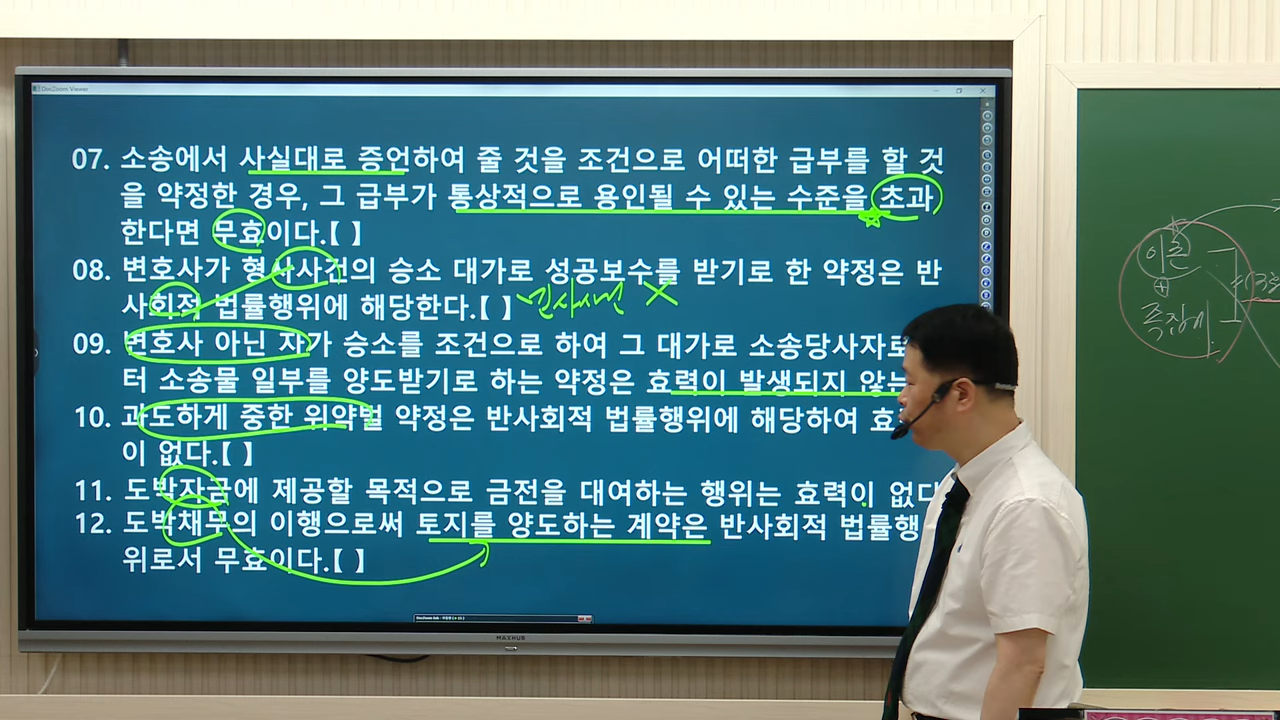 DocZoom Viewer
07. 소송에서 사실대로 증언하여 줄 것을 조건으로 어떠한 급부를 할 것
을 약정한 경우, 그 급부가 통상적으로 용인될 수 있는 수준을 초과
한다면 무효이다.【 】
08. 변호사가 형사사건의 승소 대가로 성공보수를 받기로 한 약정은 반
사회적 법률행위에 해당한다.【 】
민사사건 X
09. 변호사 아닌 자가 승소를 조건으로 하여 그 대가로 소송당사자로
터 소송물 일부를 양도받기로 하는 약정은 효력이 발생되지 않는
10. 과도하게 중한 위약벌 약정은 반사회적 법률행위에 해당하여 효
이 없다.【 】
11. 도박자금에 제공할 목적으로 금전을 대여하는 행위는 효력이 없다
12. 도박채무의 이행으로써 토지를 양도하는 계약은 반사회적 법률행
위로서 무효이다.【 】
MAXHUB
이른
+